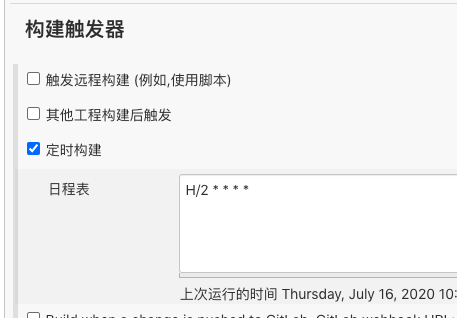 构建触发器
触发远程构建 (例如,使用脚本)
其他工程构建后触发
定时构建
日程表
H/2 * * * *
上次运行的时间 Thursday, July 16, 2020 10:
Build when a change is pushed to GitLab. GitLab webhook URL: